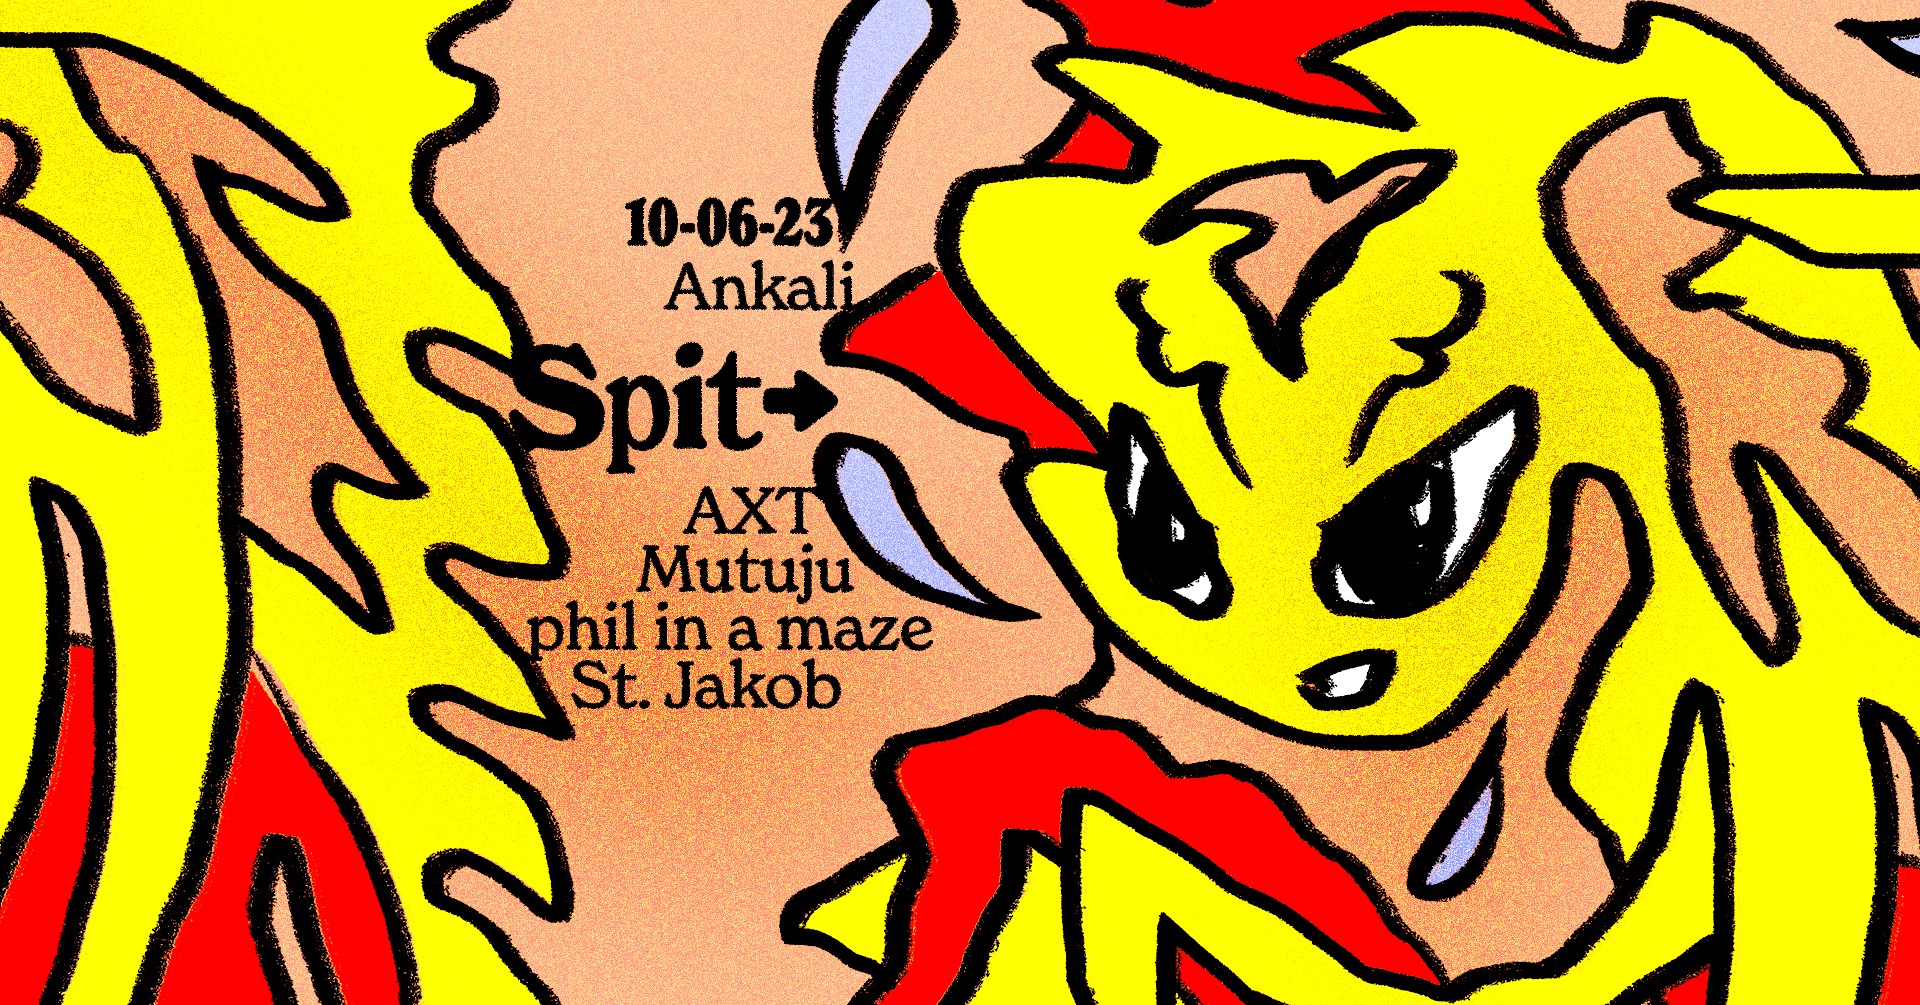 10-06-23
Ankali
Spit→
AXT
Mutuju
phil in a maze
St. Jakob